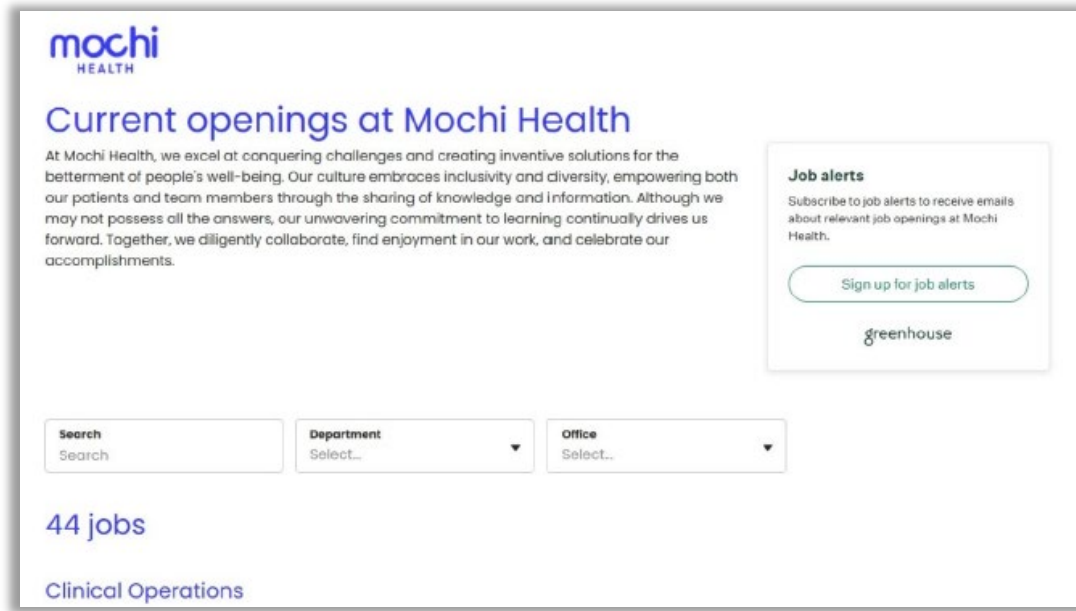 mochi
HEALTH
Current openings at Mochi Health
At Mochi Health, we excel at conquering challenges and creating inventive solutions for the
betterment of people's well-being. Our culture embraces inclusivity and diversity, empowering both
our patients and team members through the sharing of knowledge and information. Although we
may not possess all the answers, our unwavering commitment to learning continually drives us
forward. Together, we diligently collaborate, find enjoyment in our work, and celebrate our
accomplishments.
Job alerts
Subscribe to job alerts to receive emails
about relevant job openings at Mochi
Health.
Sign up for job alerts
greenhouse
Search
Search
Department
Select...
Office
Select...
44 jobs
Clinical Operations